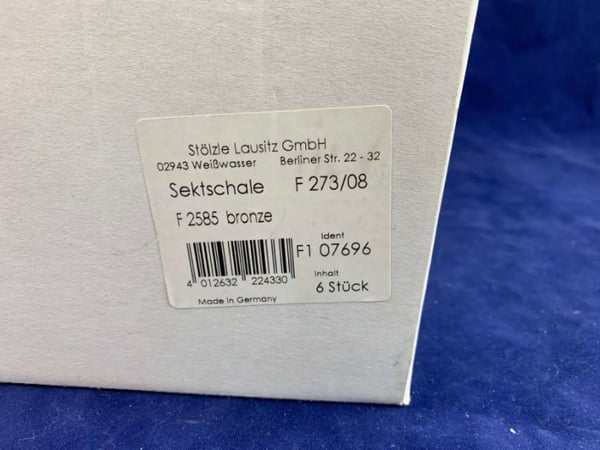 Stölzle Lausitz GmbH
02943 Weißwasser Berliner Str. 22 - 32
Sektschale F 273/08
F 2585 bronze
Ident
F1 07696
4 012632 224330
Inhalt
6 Stück
Made in Germany